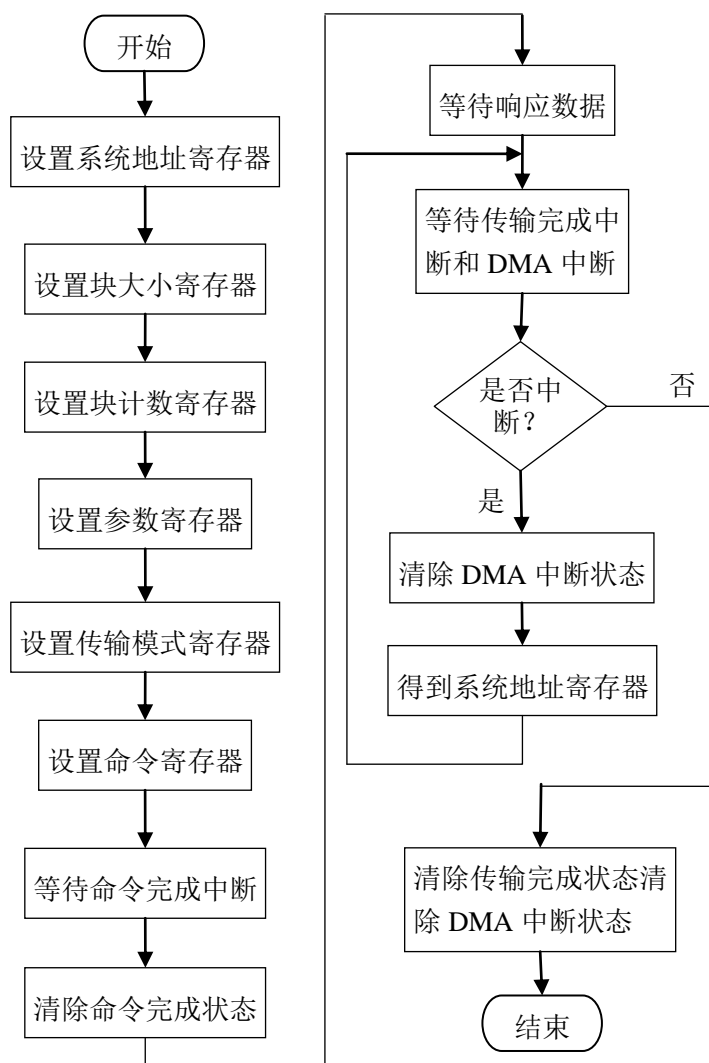 开始
设置系统地址寄存器
设置块大小寄存器
设置块计数寄存器
设置参数寄存器
设置传输模式寄存器
设置命令寄存器
等待命令完成中断
清除命令完成状态
等待响应数据
等待传输完成中
断和 DMA 中断
是否中
断?
否
是
清除 DMA 中断状态
得到系统地址寄存器
清除传输完成状态清
除 DMA 中断状态
结束